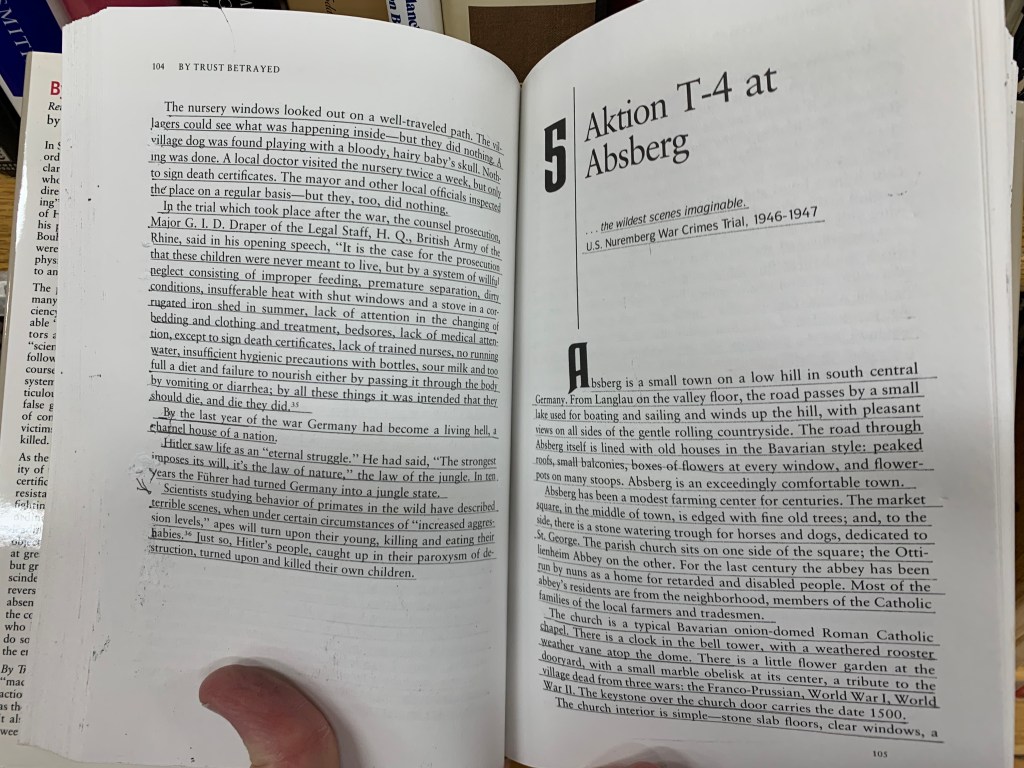 104 BY TRUST BETRAYED
The nursery windows looked out on a well-traveled path. The vil-
lagers could see what was happening inside—but they did nothing. A
village dog was found playing with a bloody, hairy baby's skull. Noth-
ing was done. A local doctor visited the nursery twice a week, but only
to sign death certificates. The mayor and other local officials inspected
the place on a regular basis—but they, too, did nothing.
In the trial which took place after the war, the counsel prosecution,
Major G. I. D. Draper of the Legal Staff, H. Q., British Army of the
Rhine, said in his opening speech, "It is the case for the prosecution
that these children were never meant to live, but by a system of willful
neglect consisting of improper feeding, premature separation, dirty
conditions, insufferable heat with shut windows and a stove in a cor-
rugated iron shed in summer, lack of attention in the changing of
bedding and clothing and treatment, bedsores, lack of medical atten-
tion, except to sign death certificates, lack of trained nurses, no running
water, insufficient hygienic precautions with bottles, sour milk and too
full a diet and failure to nourish either by passing it through the body
by vomiting or diarrhea; by all these things it was intended that they
should die, and die they did.35
By the last year of the war Germany had become a living hell, a
charnel house of a nation.
Hitler saw life as an "eternal struggle." He had said, "The strongest
imposes its will, it's the law of nature," the law of the jungle. In ten
years the Führer had turned Germany into a jungle state.
Scientists studying behavior of primates in the wild have described
terrible scenes, when under certain circumstances of "increased aggres-
sion levels," apes will turn upon their young, killing and eating their
babies.36 Just so, Hitler's people, caught up in their paroxysm of de-
struction, turned upon and killed their own children.
5
Aktion T-4 at
Absberg
. . . the wildest scenes imaginable.
U.S. Nuremberg War Crimes Trial, 1946-1947
Absberg is a small town on a low hill in south central
Germany. From Langlau on the valley floor, the road passes by a small
lake used for boating and sailing and winds up the hill, with pleasant
views on all sides of the gentle rolling countryside. The road through
Absberg itself is lined with old houses in the Bavarian style: peaked
roofs, small balconies, boxes of flowers at every window, and flower-
pots on many stoops. Absberg is an exceedingly comfortable town.
Absberg has been a modest farming center for centuries. The market
square, in the middle of town, is edged with fine old trees; and, to the
side, there is a stone watering trough for horses and dogs, dedicated to
St. George. The parish church sits on one side of the square; the Otti-
lienheim Abbey on the other. For the last century the abbey has been
run by nuns as a home for retarded and disabled people. Most of the
abbey's residents are from the neighborhood, members of the Catholic
families of the local farmers and tradesmen.
The church is a typical Bavarian onion-domed Roman Catholic
chapel. There is a clock in the bell tower, with a weathered rooster
weather vane atop the dome. There is a little flower garden at the
dooryard, with a small marble obelisk at its center, a tribute to the
village dead from three wars: the Franco-Prussian, World War I, World
War II. The keystone over the church door carries the date 1500.
The church interior is simple—stone slab floors, clear windows, a
105